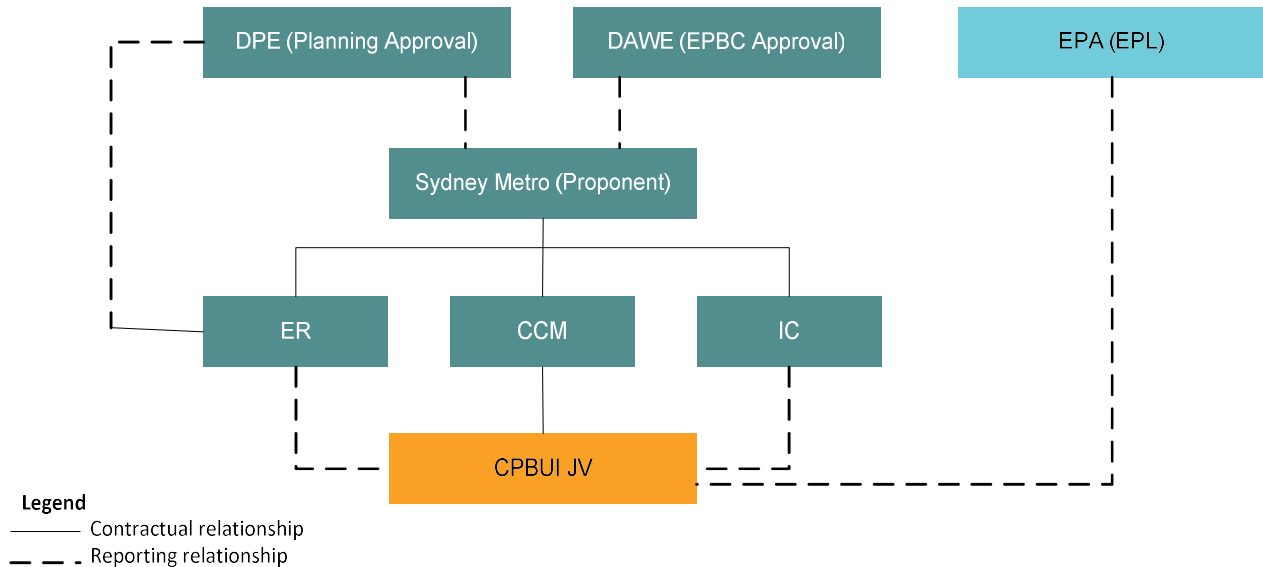 DPE (Planning Approval)
DAWE (EPBC Approval)
EPA (EPL)
Sydney Metro (Proponent)
ER
CCM
IC
CPBUI JV
Legend
Contractual relationship
Reporting relationship